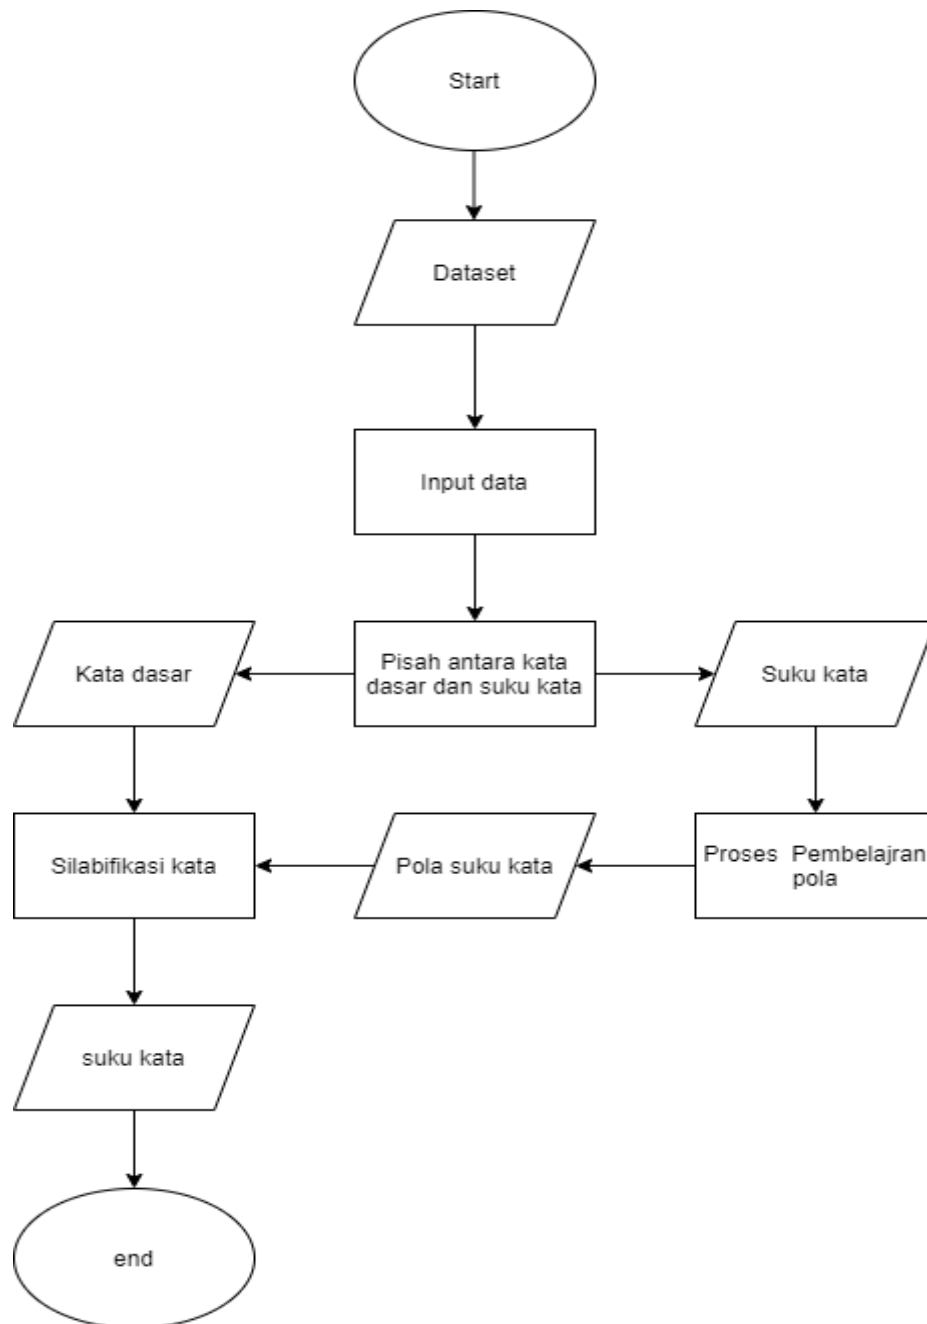 Start
Dataset
Input data
Kata dasar
Pisah antara kata
dasar dan suku kata
Suku kata
Silabifikasi kata
Pola suku kata
Proses  Pembelajran
pola
suku kata
end